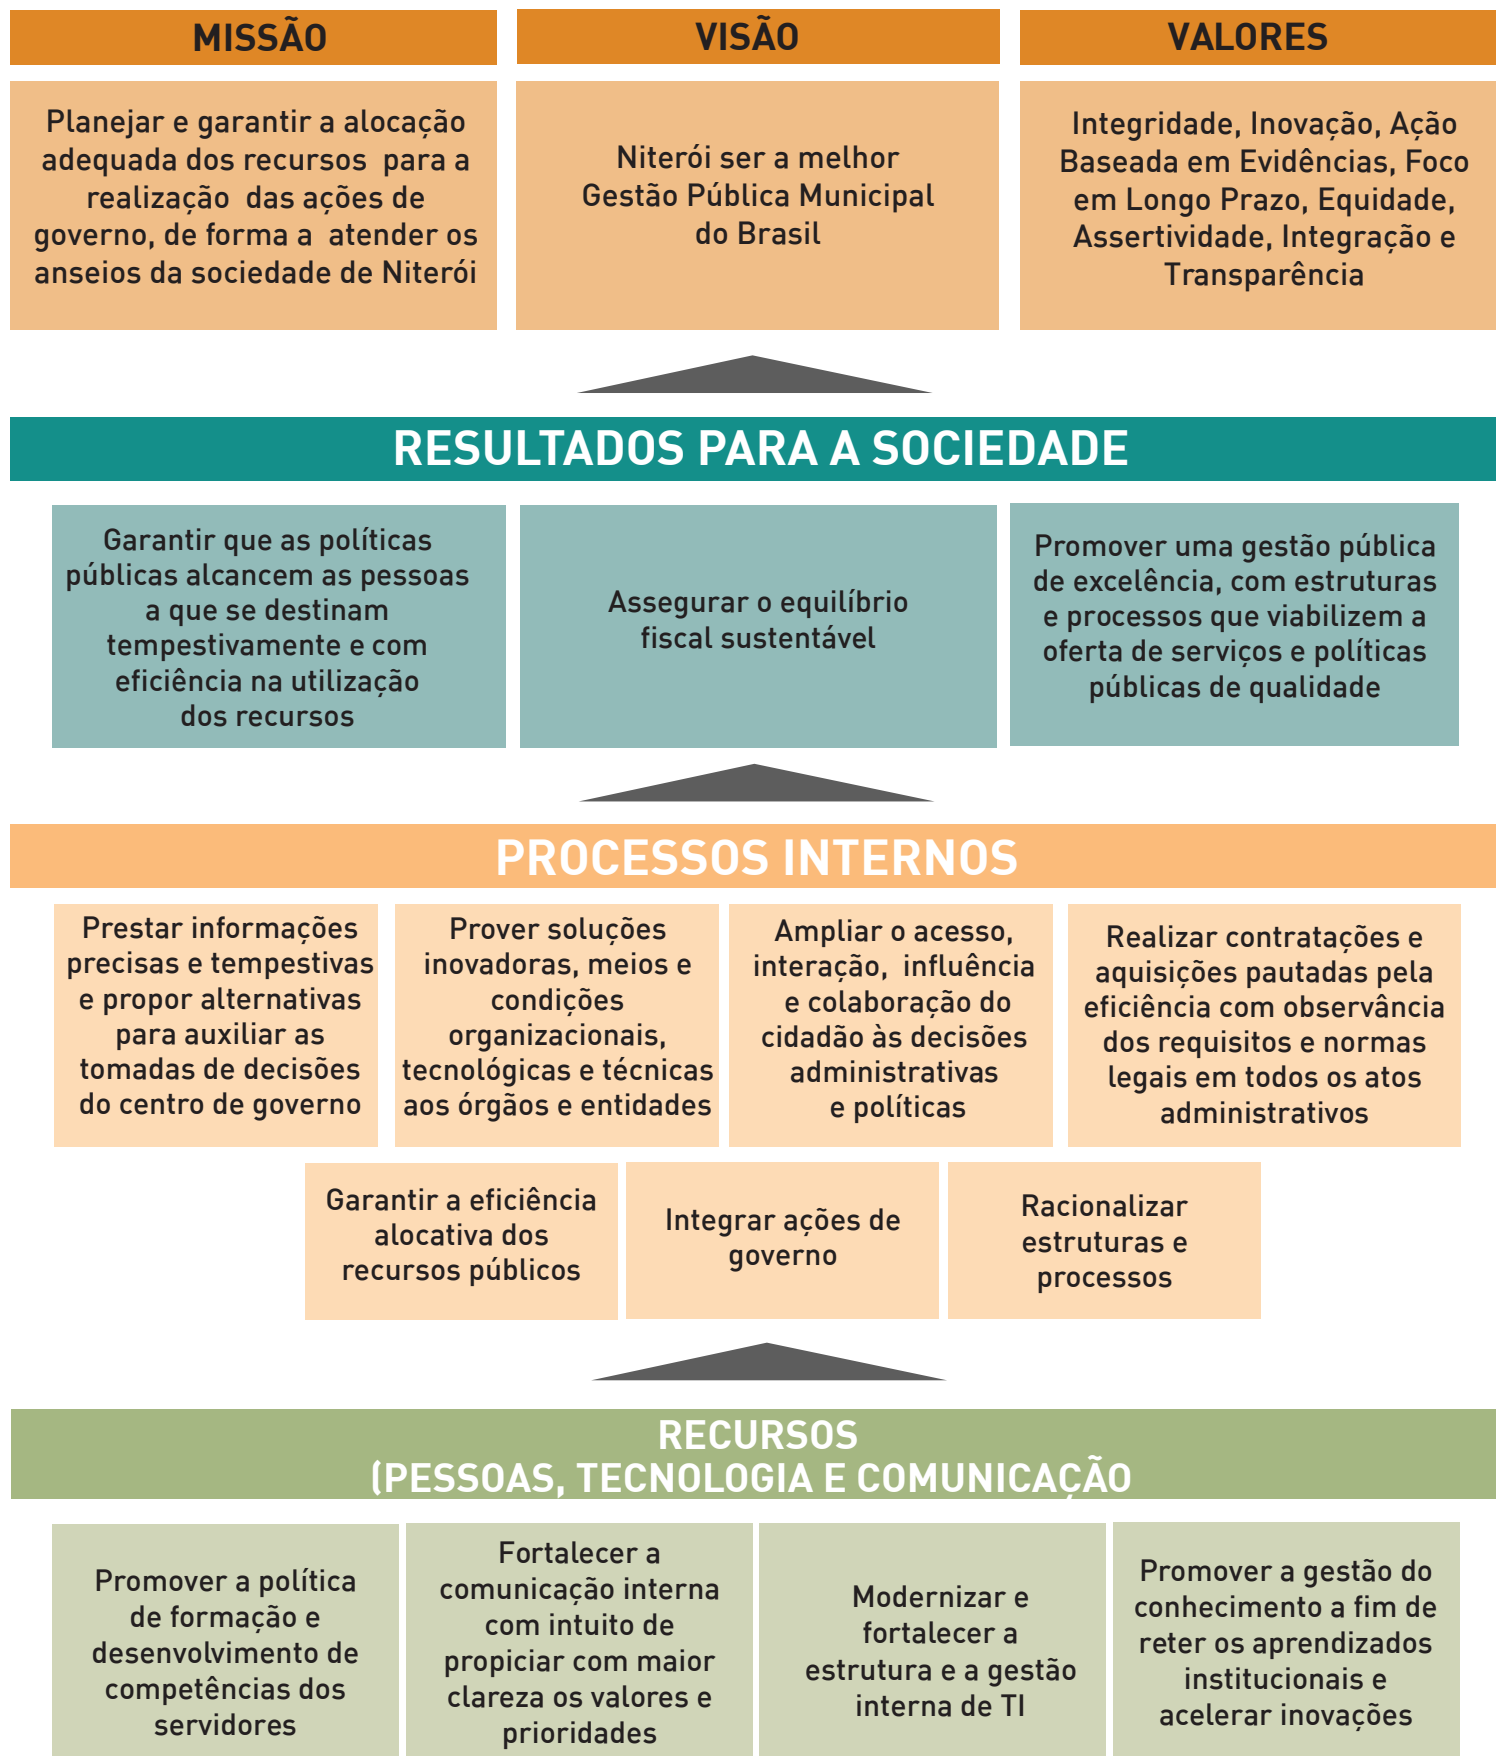 MISSÃO
Planejar e garantir a alocação
adequada dos recursos para a
realização das ações de
governo, de forma a atender os
anseios da sociedade de Niterói
VISÃO
Niterói ser a melhor
Gestão Pública Municipal
do Brasil
VALORES
Integridade, Inovação, Ação
Baseada em Evidências, Foco
em Longo Prazo, Equidade,
Assertividade, Integração e
Transparência
RESULTADOS PARA A SOCIEDADE
Garantir que as políticas
públicas alcancem as pessoas
a que se destinam
tempestivamente e com
eficiência na utilização
dos recursos
Assegurar o equilíbrio
fiscal sustentável
Promover uma gestão pública
de excelência, com estruturas
e processos que viabilizem a
oferta de serviços e políticas
públicas de qualidade
PROCESSOS INTERNOS
Prestar informações
precisas e tempestivas
e propor alternativas
para auxiliar as
tomadas de decisões
do centro de governo
Prover soluções
inovadoras, meios e
condições
organizacionais,
tecnológicas e técnicas
aos órgãos e entidades
Ampliar o acesso,
interação, influência
e colaboração do
cidadão às decisões
administrativas
e políticas
Realizar contratações e
aquisições pautadas pela
eficiência com observância
dos requisitos e normas
legais em todos os atos
administrativos
Garantir a eficiência
alocativa dos
recursos públicos
Integrar ações de
governo
Racionalizar
estruturas e
processos
RECURSOS
(PESSOAS, TECNOLOGIA E COMUNICAÇÃO
Promover a política
de formação e
desenvolvimento de
competências dos
servidores
Fortalecer a
comunicação interna
com intuito de
propiciar com maior
clareza os valores e
prioridades
Modernizar e
fortalecer a
estrutura e a gestão
interna de TI
Promover a gestão do
conhecimento a fim de
reter os aprendizados
institucionais e
acelerar inovações